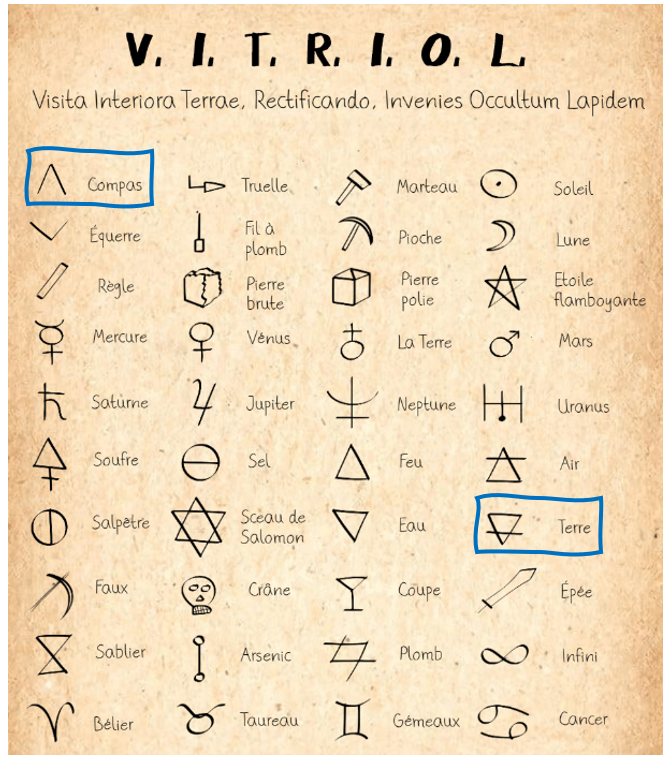 V. I. T. R. I. O. L.
Visita Interiora Terrae, Rectificando, Invenies Occultum Lapidem
Compas
Truelle
Marteau
Soleil
Équerre
Fil à
plomb
Pioche
Lune
Règle
Pierre
brute
Pierre
polie
Etoile
flamboyante
Mercure
Vénus
La Terre
Mars
Saturne
Jupiter
Neptune
Uranus
Soufre
Sel
Feu
Air
Salpêtre
Sceau de
Salomon
Eau
Terre
Faux
Crâne
Coupe
Épée
Sablier
Arsenic
Plomb
Infini
Bélier
Taureau
Gémeaux
Cancer